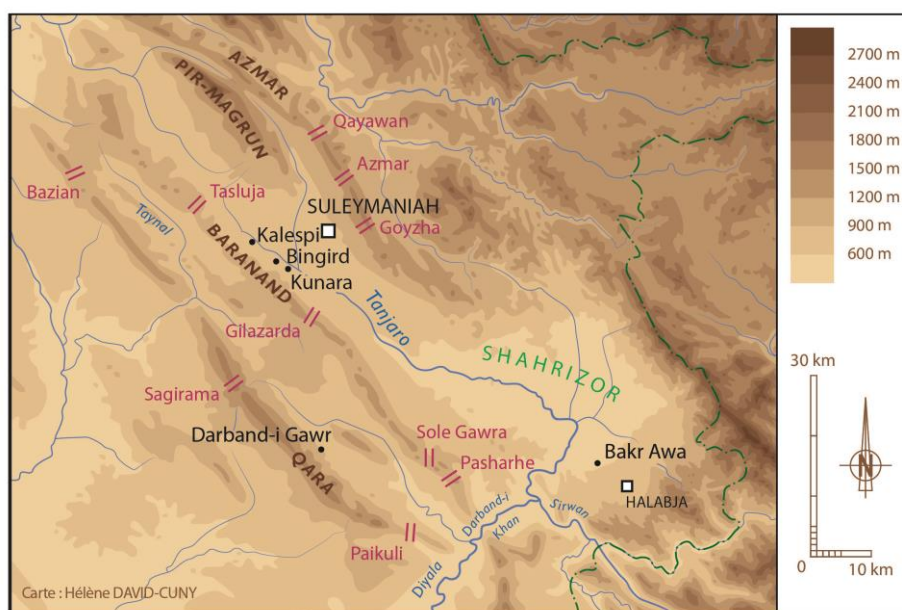 AZMAR
PIR-MAGRUN
Qayawan
Bazian
Azmar
Tasluja
Taynal
SULEYMANIAH
Goyzha
Kalespi
BARANAND
Bingird
Kunara
Gilazarda
Tanjaro
SHAHRIZOR
Sagirama
Darband-i Gawr
QARA
Sole Gawra
Pasharhe
Bakr Awa
HALABJA
Darband-i
Khan
Sirwan
Paikuli
Diyala
Carte : Hélène DAVID-CUNY
2700 m
2400 m
2100 m
1800 m
1500 m
1200 m
900 m
600 m
30 km
N
0
10 km